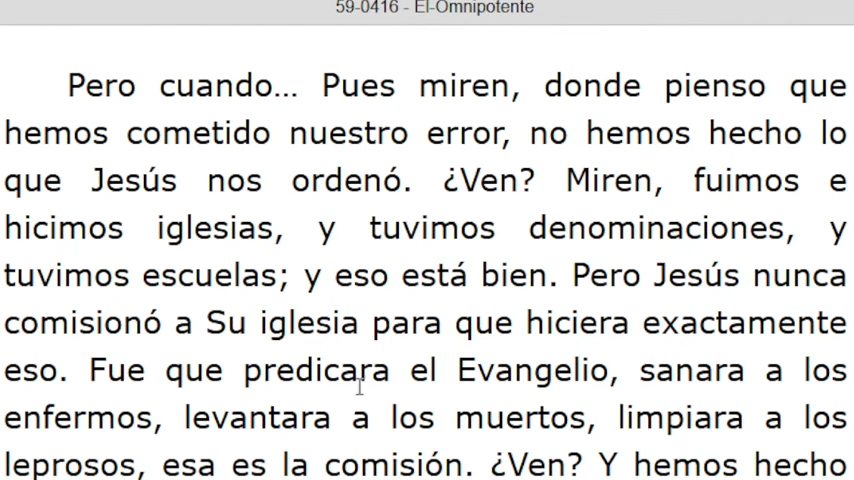 59-0416 - El-Omnipotente
Pero cuando... Pues miren, donde pienso que
hemos cometido nuestro error, no hemos hecho lo
que Jesús nos ordenó. ¿Ven? Miren, fuimos e
hicimos iglesias, y tuvimos denominaciones, y
tuvimos escuelas; y eso está bien. Pero Jesús nunca
comisionó a Su iglesia para que hiciera exactamente
eso. Fue que predicara el Evangelio, sanara a los
enfermos, levantara a los muertos, limpiara a los
leprosos, esa es la comisión. ¿Ven? Y hemos hecho